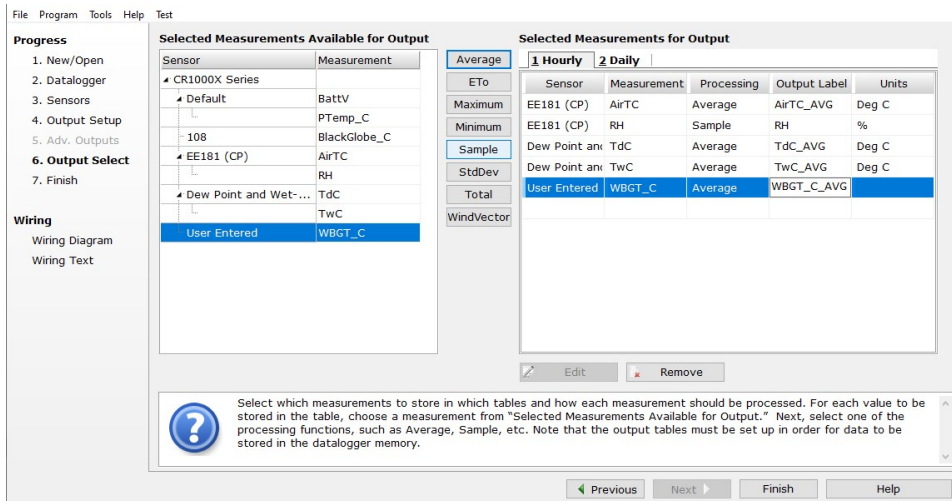 File Program Tools Help Test
Progress
1. New/Open
2. Datalogger
3. Sensors
4. Output Setup
5. Adv. Outputs
6. Output Select
7. Finish
Wiring
Wiring Diagram
Wiring Text
Selected Measurements Available for Output
Sensor Measurement
CR1000X Series
Default BattV
PTemp_C
108 BlackGlobe_C
EE181 (CP) AirTC
RH
Dew Point and Wet-... TdC
TwC
User Entered WBGT_C
Average
ETo
Maximum
Minimum
Sample
StdDev
Total
WindVector
Selected Measurements for Output
1 Hourly 2 Daily
Sensor Measurement Processing Output Label Units
EE181 (CP) AirTC Average AirTC_AVG Deg C
EE181 (CP) RH Sample RH %
Dew Point and TdC Average TdC_AVG Deg C
Dew Point and TwC Average TwC_AVG Deg C
User Entered WBGT_C Average WBGT_C_AVG
Edit Remove
Select which measurements to store in which tables and how each measurement should be processed. For each value to be
stored in the table, choose a measurement from “Selected Measurements Available for Output.” Next, select one of the
processing functions, such as Average, Sample, etc. Note that the output tables must be set up in order for data to be
stored in the datalogger memory.
Previous Next Finish Help